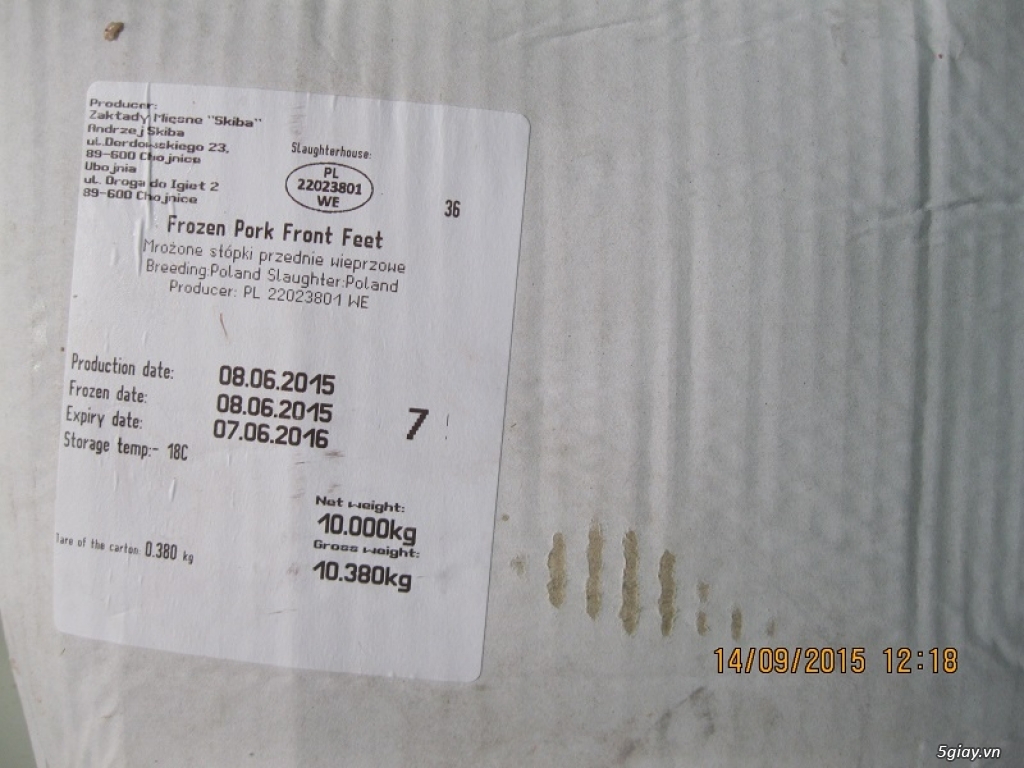 Producer:
Zakłady Mięsne "Skiba"
Andrzej Skiba
ul.Derdowskiego 23,
89-600 Chojnice
Ubojnia
ul. Droga do Igieł 2
89-600 Chojnice
Slaughterhouse:
PL
22023801
WE
36
Frozen Pork Front Feet
Mrożone stópki przednie wieprzowe
Breeding:Poland Slaughter:Poland
Producer: PL 22023801 WE
Production date: 08.06.2015
Frozen date: 08.06.2015
Expiry date: 07.06.2016
Storage temp:- 18C
7
Net weight:
10.000kg
Gross weight:
10.380kg
Tare of the carton: 0.380 kg
14/09/2015 12:18
5giay.vn